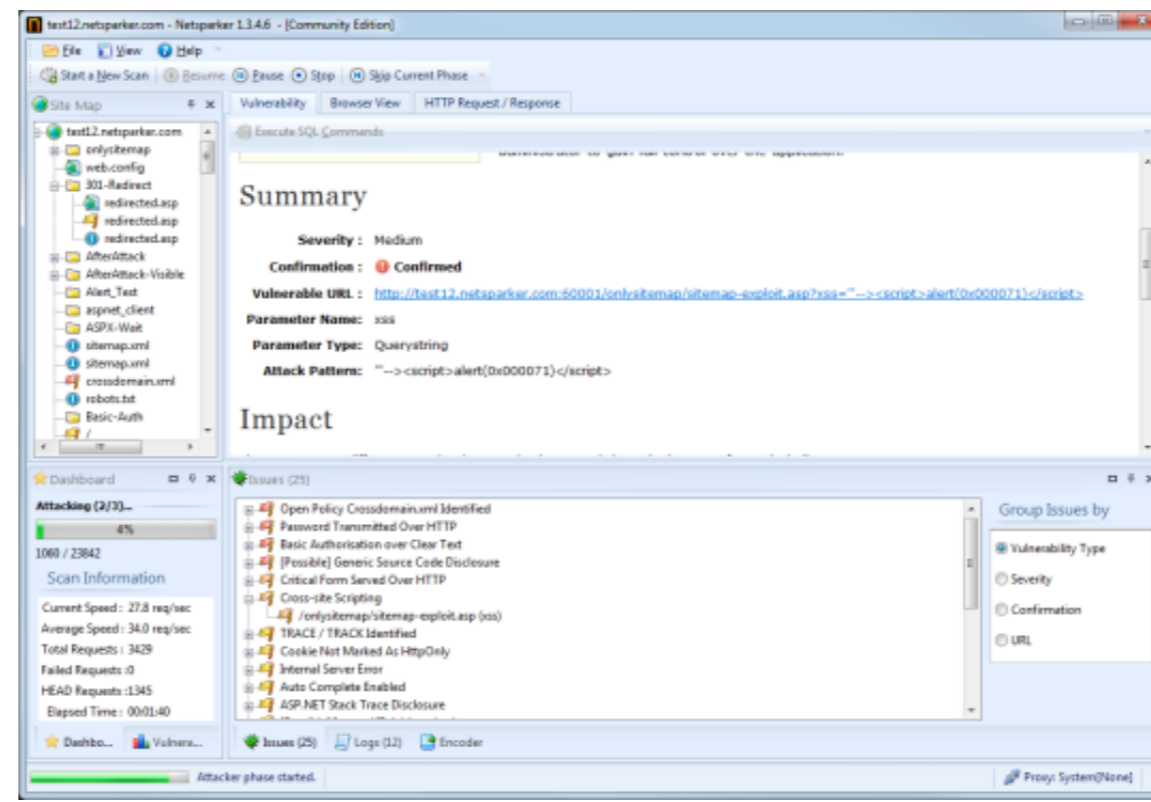 test12.netsparker.com - Netsparker 1.3.4.6 - [Community Edition]
File View Help
Start a New Scan Resume Pause Stop Skip Current Phase
Site Map
test12.netsparker.com
onlysitemap
web.config
301-Redirect
redirected.asp
redirected.asp
redirected.asp
AfterAttack
AfterAttack-Visible
Alert_Test
aspnet_client
ASPX-Wait
sitemap.xml
sitemap.xml
crossdomain.xml
robots.txt
Basic-Auth
/
Vulnerability Browser View HTTP Request / Response
Execute SQL Commands
administrator to gain full control over the application.
Summary
Severity : Medium
Confirmation : Confirmed
Vulnerable URL : http://test12.netsparker.com:60001/onlysitemap/sitemap-exploit.asp?xss='"--><script>alert(0x000071)</script>
Parameter Name: xss
Parameter Type: Querystring
Attack Pattern: '"--><script>alert(0x000071)</script>
Impact
Dashboard
Attacking (2/3)...
4%
1060 / 23842
Scan Information
Current Speed : 27.8 req/sec
Average Speed : 34.0 req/sec
Total Requests : 3429
Failed Requests :0
HEAD Requests :1345
Elapsed Time : 00:01:40
Dashbo... Vulnera...
Issues (25)
Open Policy Crossdomain.xml Identified
Password Transmitted Over HTTP
Basic Authorisation over Clear Text
[Possible] Generic Source Code Disclosure
Critical Form Served Over HTTP
Cross-site Scripting
/onlysitemap/sitemap-exploit.asp (xss)
TRACE / TRACK Identified
Cookie Not Marked As HttpOnly
Internal Server Error
Auto Complete Enabled
ASP.NET Stack Trace Disclosure
Group Issues by
Vulnerability Type
Severity
Confirmation
URL
Issues (25) Logs (12) Encoder
Attacker phase started.
Proxy: System[None]